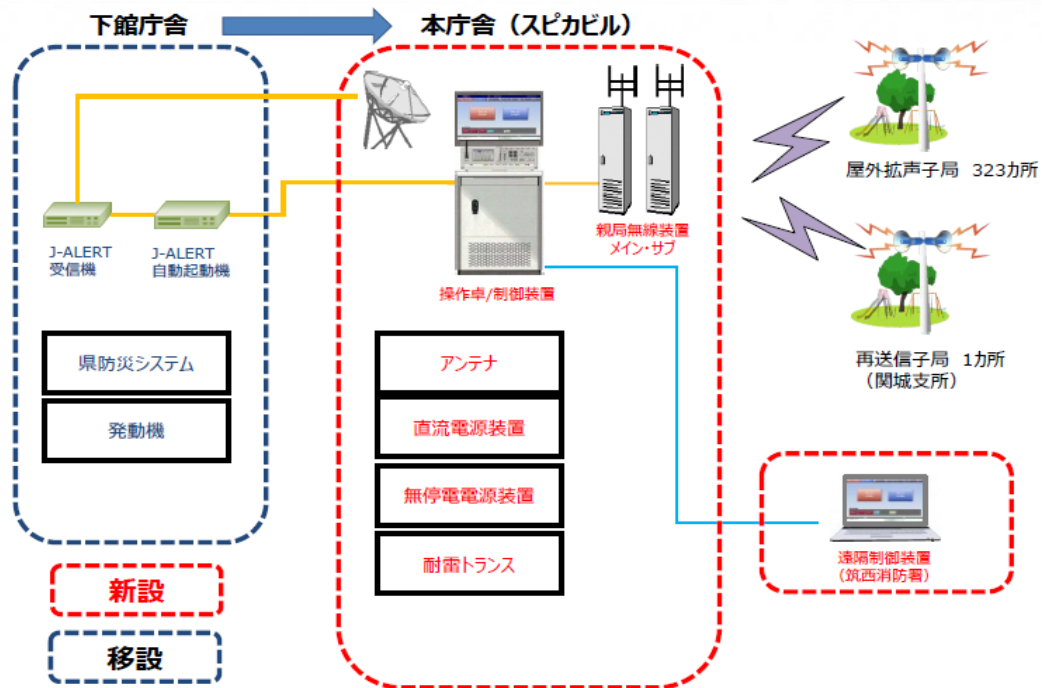 下館庁舎
本庁舎（スピカビル）
屋外拡声子局 323カ所
J-ALERT
受信機
J-ALERT
自動起動機
親局無線装置
メイン・サブ
操作卓/制御装置
再送信子局 1カ所
（関城支所）
県防災システム
発動機
アンテナ
直流電源装置
無停電電源装置
耐雷トランス
遠隔制御装置
(筑西消防署)
新設
移設